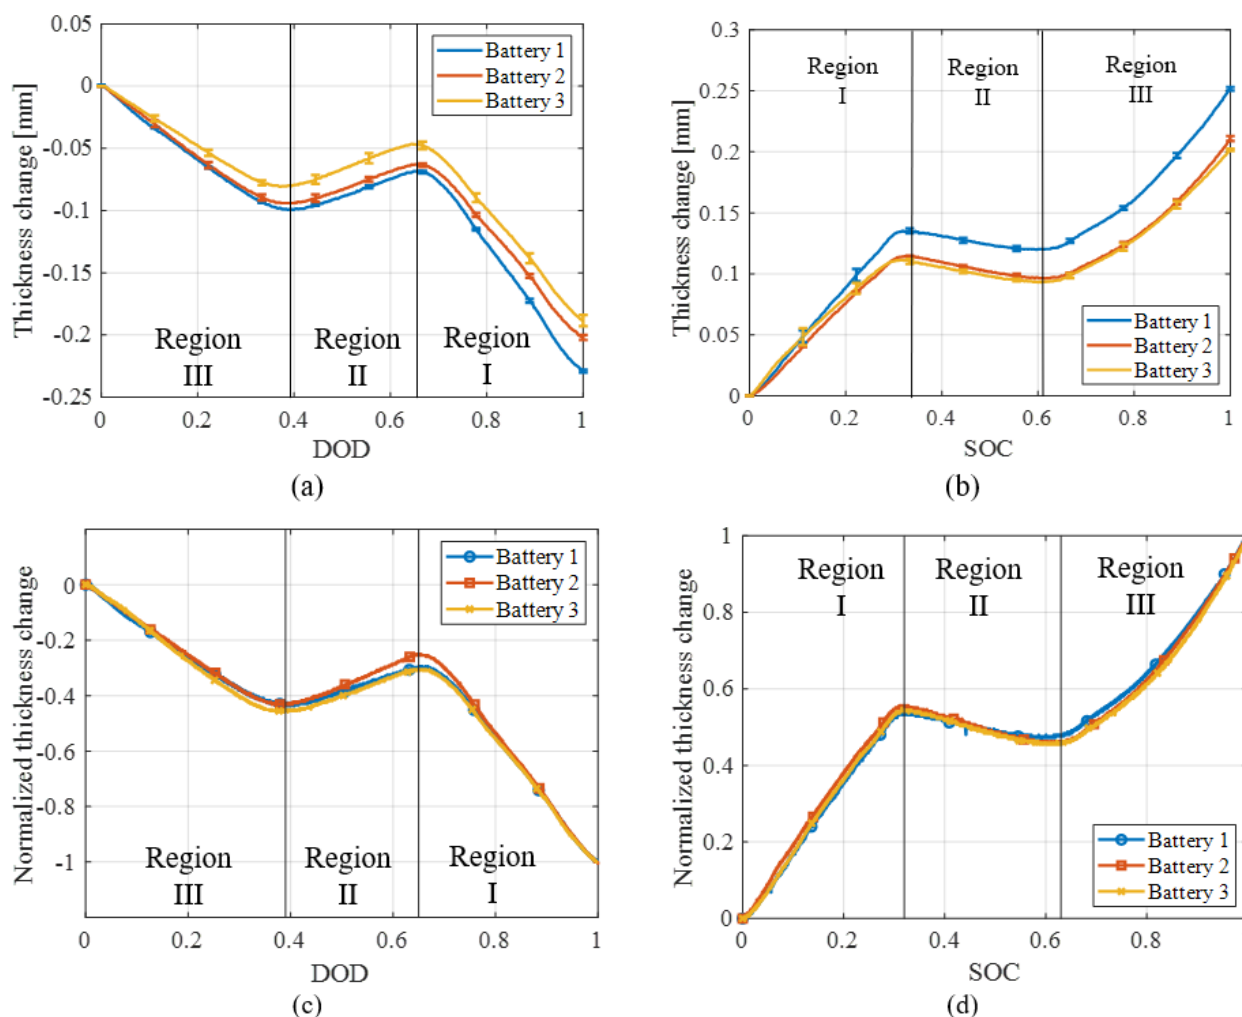 0.05
0
-0.05
-0.1
-0.15
-0.2
-0.25
Thickness change [mm]
Battery 1
Battery 2
Battery 3
Region
III
Region
II
Region
I
0
0.2
0.4
0.6
0.8
1
DOD
(a)
0.3
0.25
0.2
0.15
0.1
0.05
0
Thickness change [mm]
Region
I
Region
II
Region
III
Battery 1
Battery 2
Battery 3
0
0.2
0.4
0.6
0.8
1
SOC
(b)
0
-0.2
-0.4
-0.6
-0.8
-1
Normalized thickness change
Battery 1
Battery 2
Battery 3
Region
III
Region
II
Region
I
0
0.2
0.4
0.6
0.8
1
DOD
(c)
1
0.8
0.6
0.4
0.2
0
Normalized thickness change
Region
I
Region
II
Region
III
Battery 1
Battery 2
Battery 3
0
0.2
0.4
0.6
0.8
SOC
(d)